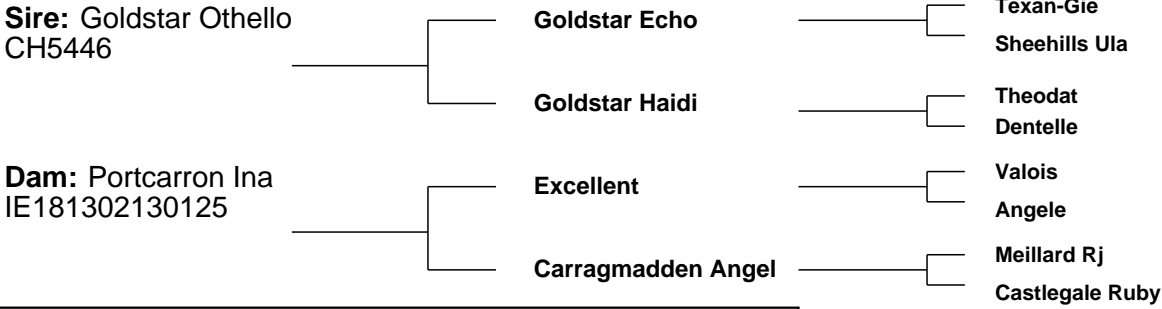 Texan-Gie
Sire: Goldstar Othello
CH5446
Goldstar Echo
Sheehills Ula
Goldstar Haidi
Theodat
Dentelle
Dam: Portcarron Ina
IE181302130125
Excellent
Valois
Angele
Carragmadden Angel
Meillard Rj
Castlegale Ruby